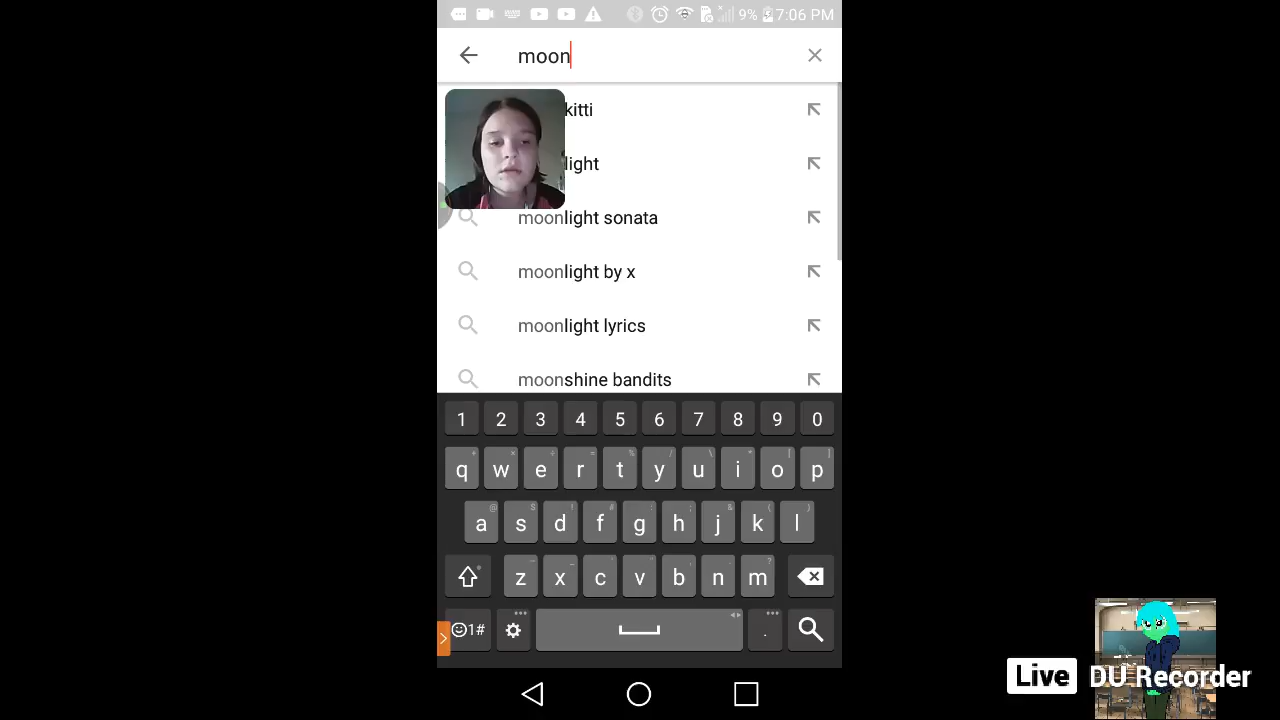 9% 7:06 PM
moon
kitti
light
moonlight sonata
moonlight by x
moonlight lyrics
moonshine bandits
1 2 3 4 5 6 7 8 9 0
q w e r t y u i o p
a s d f g h j k l
z x c v b n m
1# .
Live DU Recorder